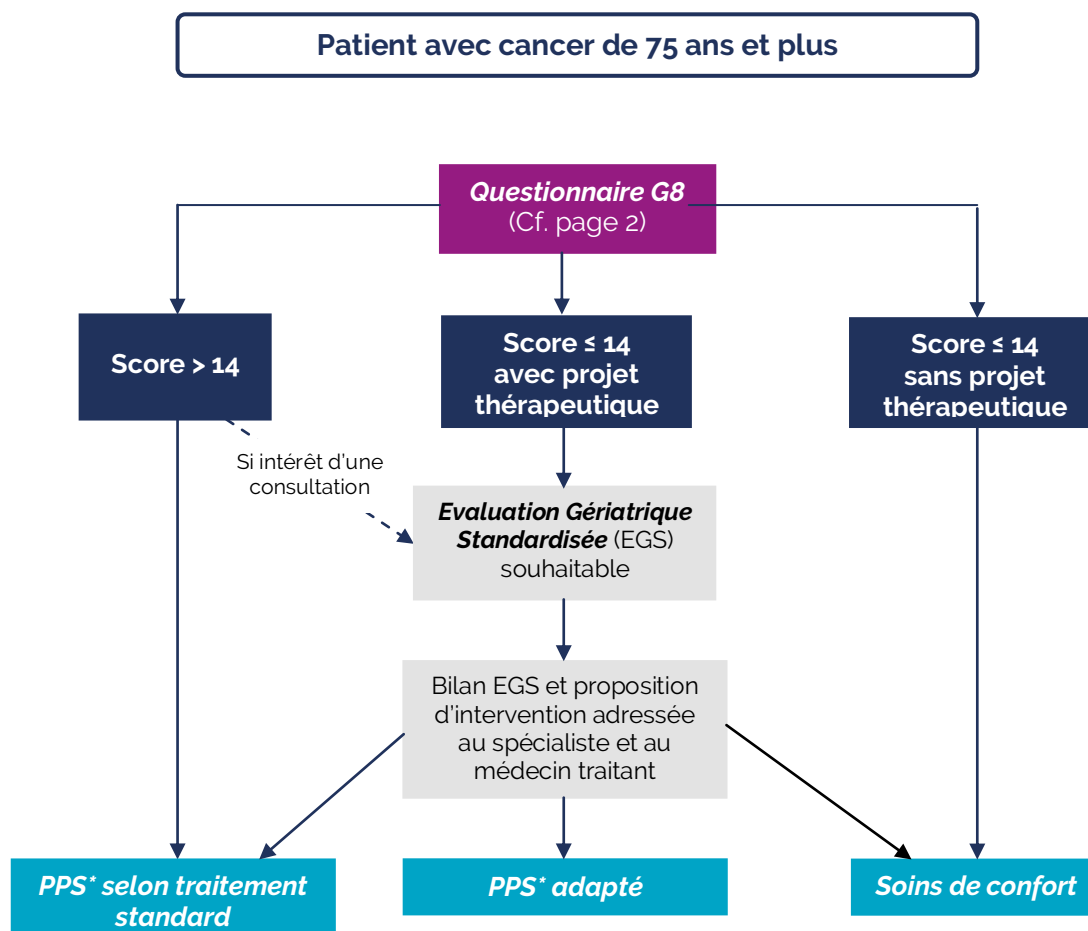 Patient avec cancer de 75 ans et plus
Questionnaire G8
(Cf. page 2)
Score > 14
Score ≤ 14
avec projet
thérapeutique
Score ≤ 14
sans projet
thérapeutique
Si intérêt d'une
consultation
Evaluation Gériatrique
Standardisée (EGS)
souhaitable
Bilan EGS et proposition
d'intervention adressée
au spécialiste et au
médecin traitant
PPS* selon traitement
standard
PPS* adapté
Soins de confort